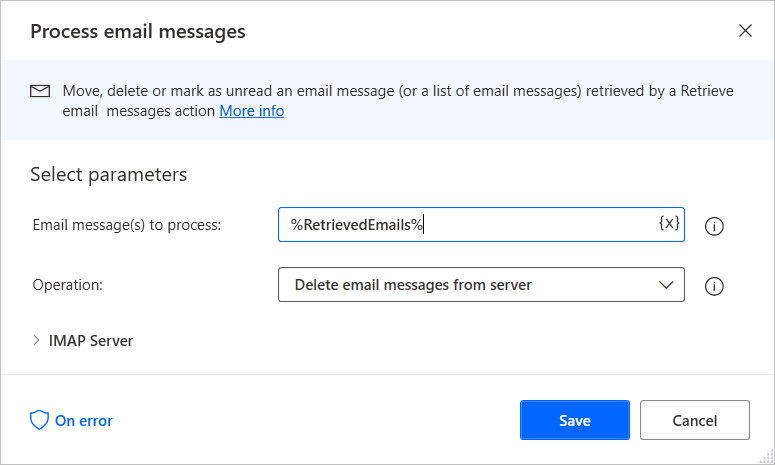 Process email messages
Move, delete or mark as unread an email message (or a list of email messages) retrieved by a Retrieve
email  messages action More info
Select parameters
Email message(s) to process:
%RetrievedEmails%
{x}
Operation:
Delete email messages from server
IMAP Server
On error
Save
Cancel